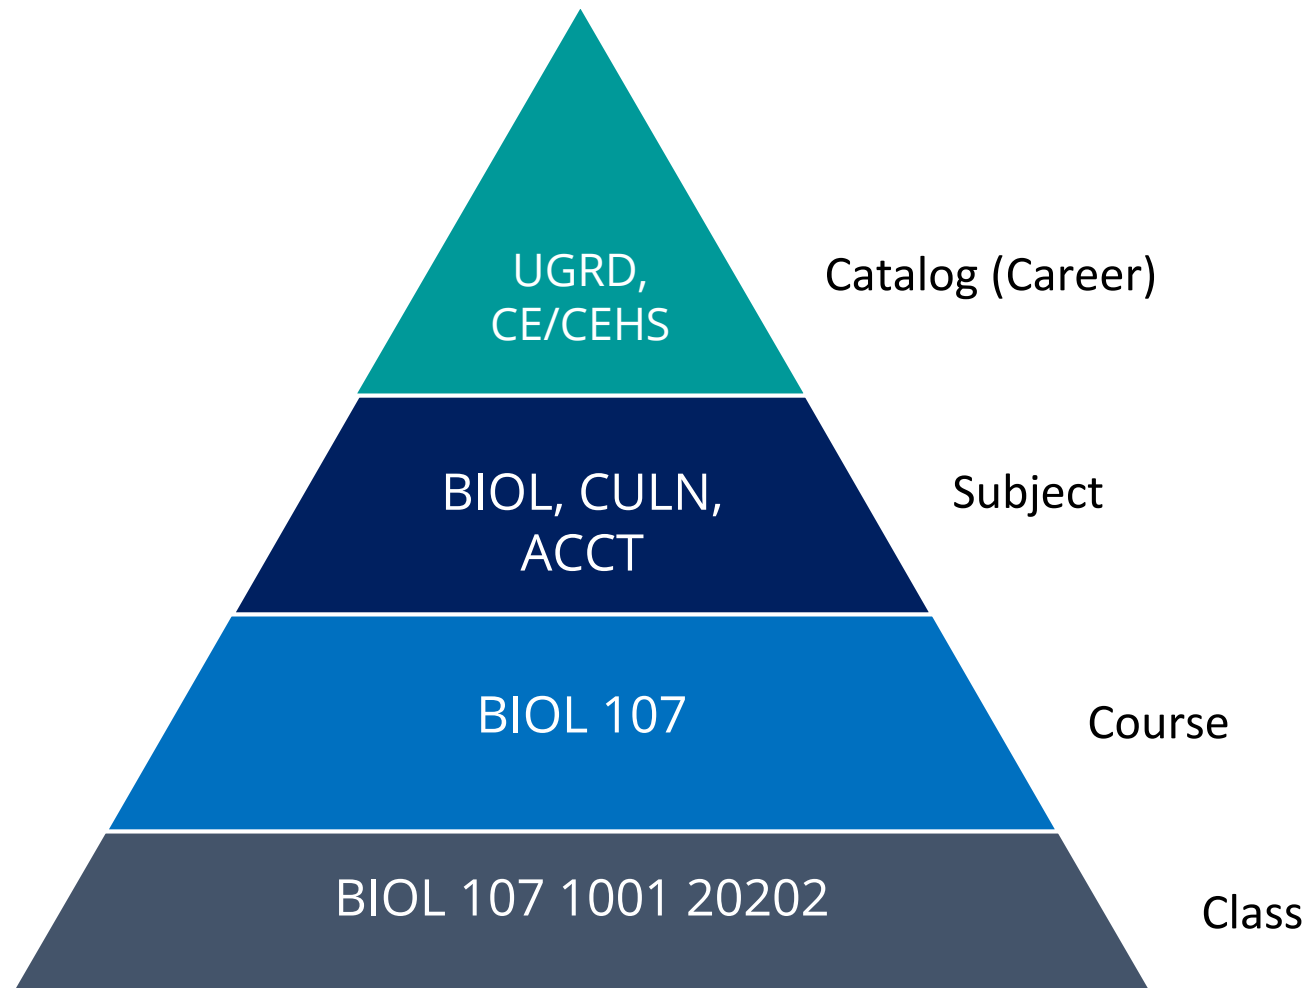 UGRD,
CE/CEHS
Catalog (Career)
BIOL, CULN,
ACCT
Subject
BIOL 107
Course
BIOL 107 1001 20202
Class